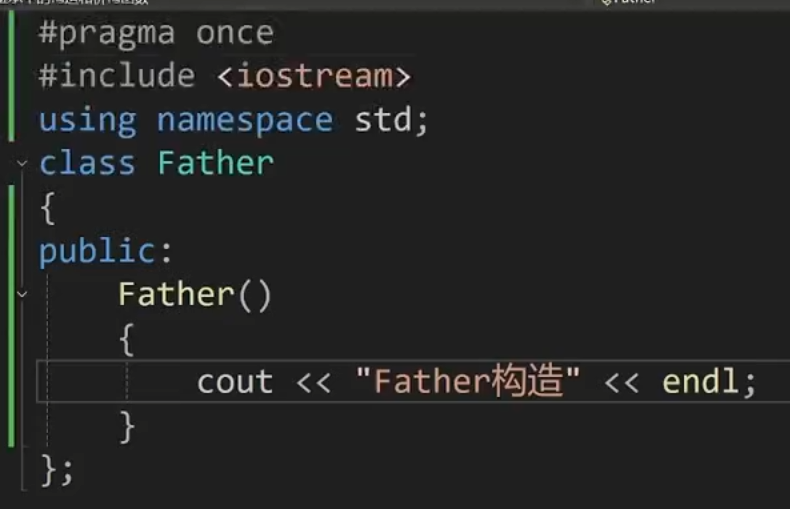 #pragma once
#include <iostream>
using namespace std;
class Father
{
public:
    Father()
    {
        cout << "Father构造" << endl;
    }
};